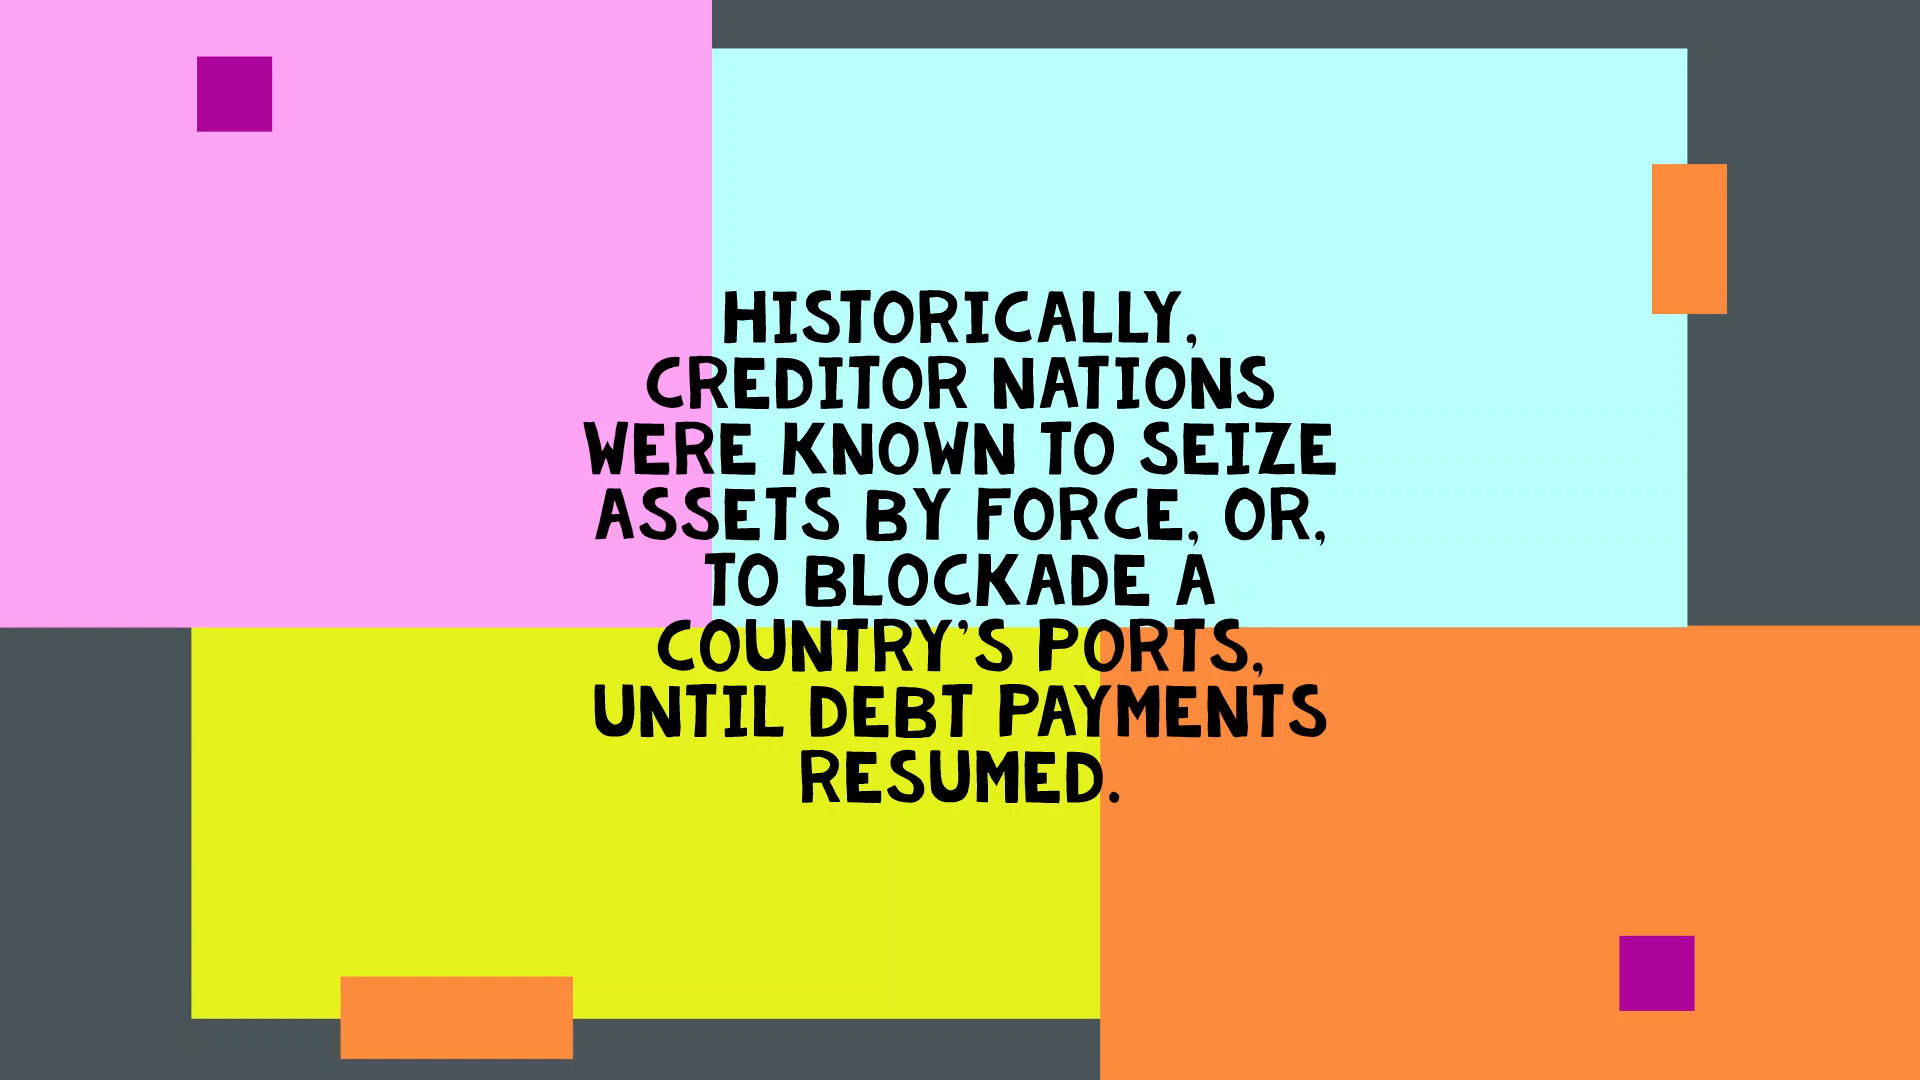 HISTORICALLY,
CREDITOR NATIONS
WERE KNOWN TO SEIZE
ASSETS BY FORCE, OR,
TO BLOCKADE A
COUNTRY'S PORTS,
UNTIL DEBT PAYMENTS
RESUMED.